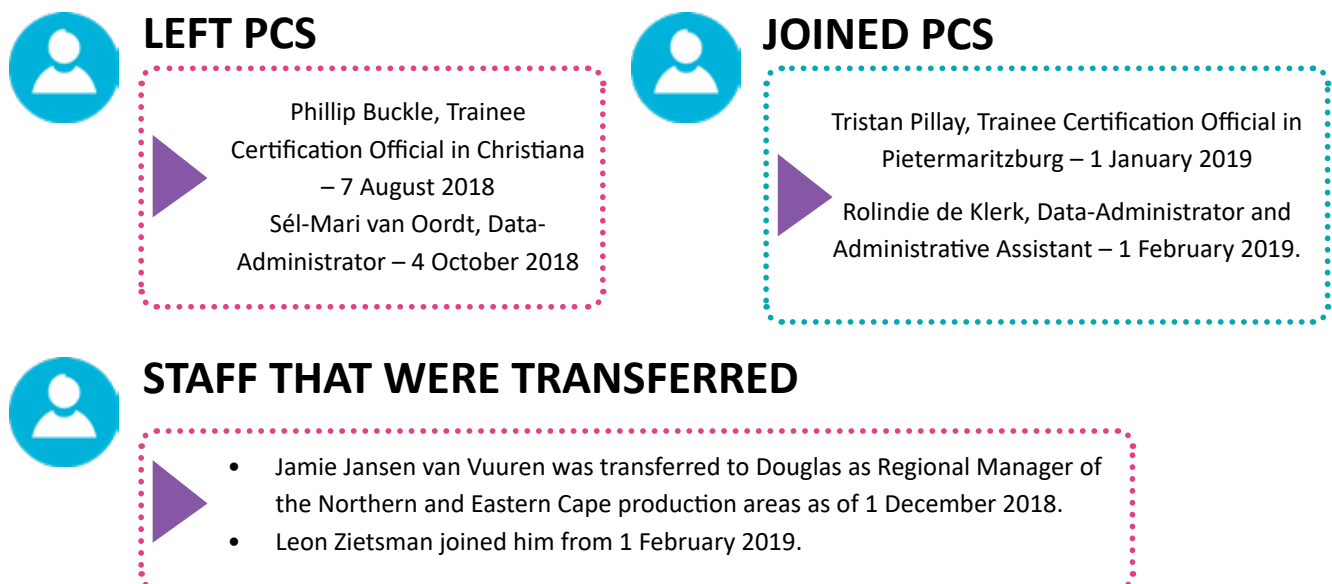 LEFT PCS
Phillip Buckle, Trainee
Certification Official in Christiana
– 7 August 2018
Sél-Mari van Oordt, Data-
Administrator – 4 October 2018
JOINED PCS
Tristan Pillay, Trainee Certification Official in
Pietermaritzburg – 1 January 2019
Rolindie de Klerk, Data-Administrator and
Administrative Assistant – 1 February 2019.
STAFF THAT WERE TRANSFERRED
• Jamie Jansen van Vuuren was transferred to Douglas as Regional Manager of
the Northern and Eastern Cape production areas as of 1 December 2018.
• Leon Zietsman joined him from 1 February 2019.